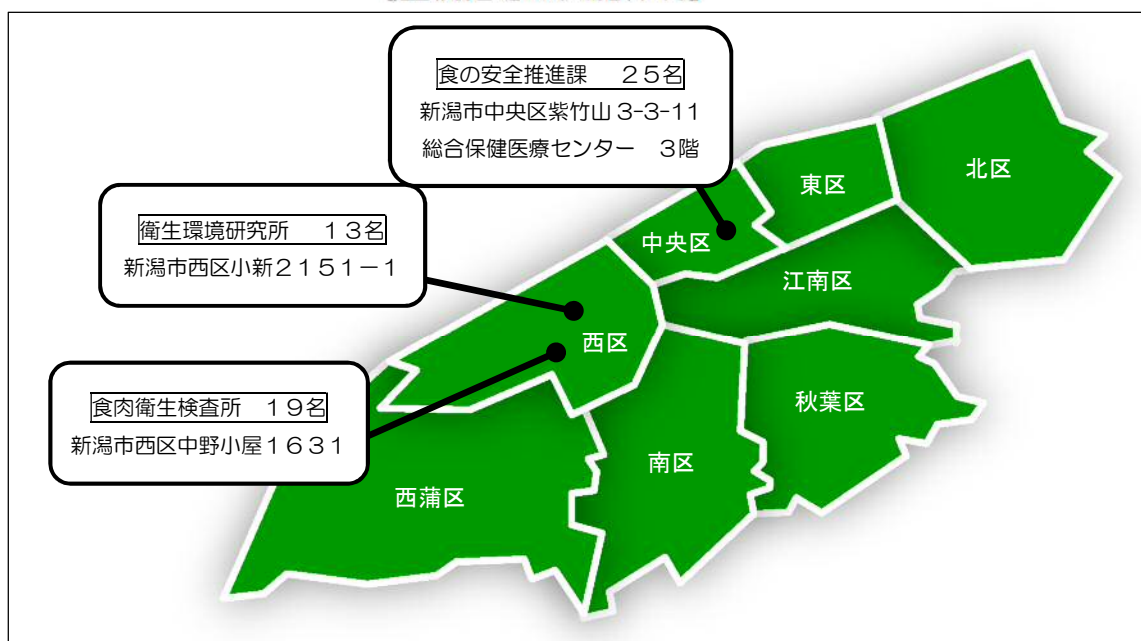 食の安全推進課　２５名
新潟市中央区紫竹山 3-3-11
総合保健医療センター　３階
衛生環境研究所　１３名
新潟市西区小新２１５１－１
食肉衛生検査所　１９名
新潟市西区中野小屋１６３１
北区
東区
中央区
江南区
西区
秋葉区
南区
西蒲区